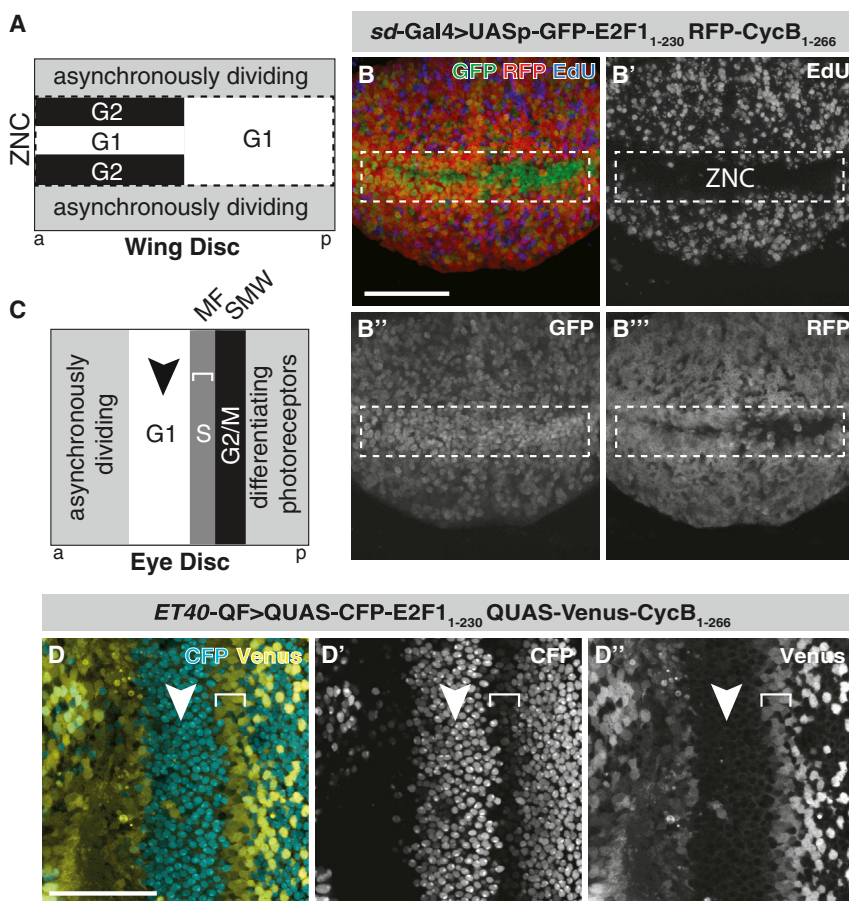 A
asynchronously dividing
ZNC
G2
G1
G2
G1
asynchronously dividing
a
p
Wing Disc
sd-Gal4>UASp-GFP-E2F1₁₋₂₃₀ RFP-CycB₁₋₂₆₆
B
GFP RFP EdU
B'
EdU
ZNC
B''
GFP
B'''
RFP
C
MF
SMW
asynchronously
dividing
G1
S
G2/M
differentiating
photoreceptors
a
p
Eye Disc
ET40-QF>QUAS-CFP-E2F1₁₋₂₃₀ QUAS-Venus-CycB₁₋₂₆₆
D
CFP Venus
D'
CFP
D''
Venus